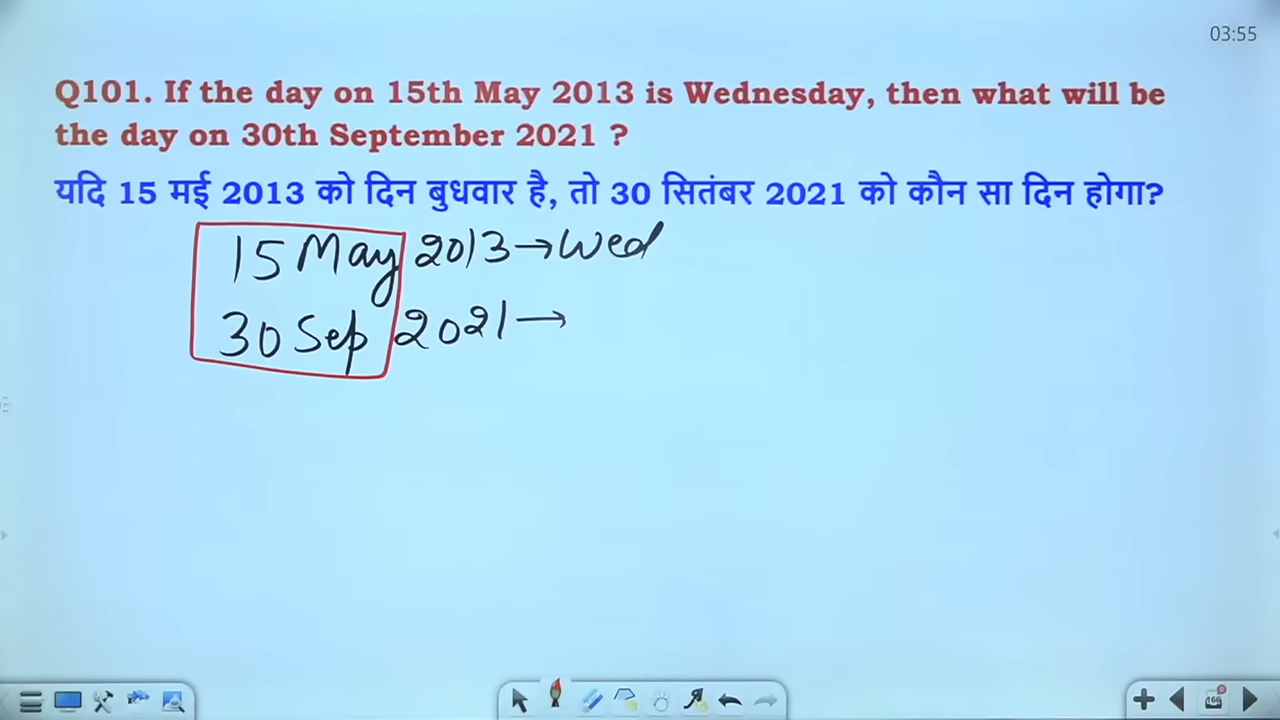 03:55
Q101. If the day on 15th May 2013 is Wednesday, then what will be
the day on 30th September 2021 ?
यदि 15 मई 2013 को दिन बुधवार है, तो 30 सितंबर 2021 को कौन सा दिन होगा?
15 May 2013→Wed
30 Sep 2021→
166